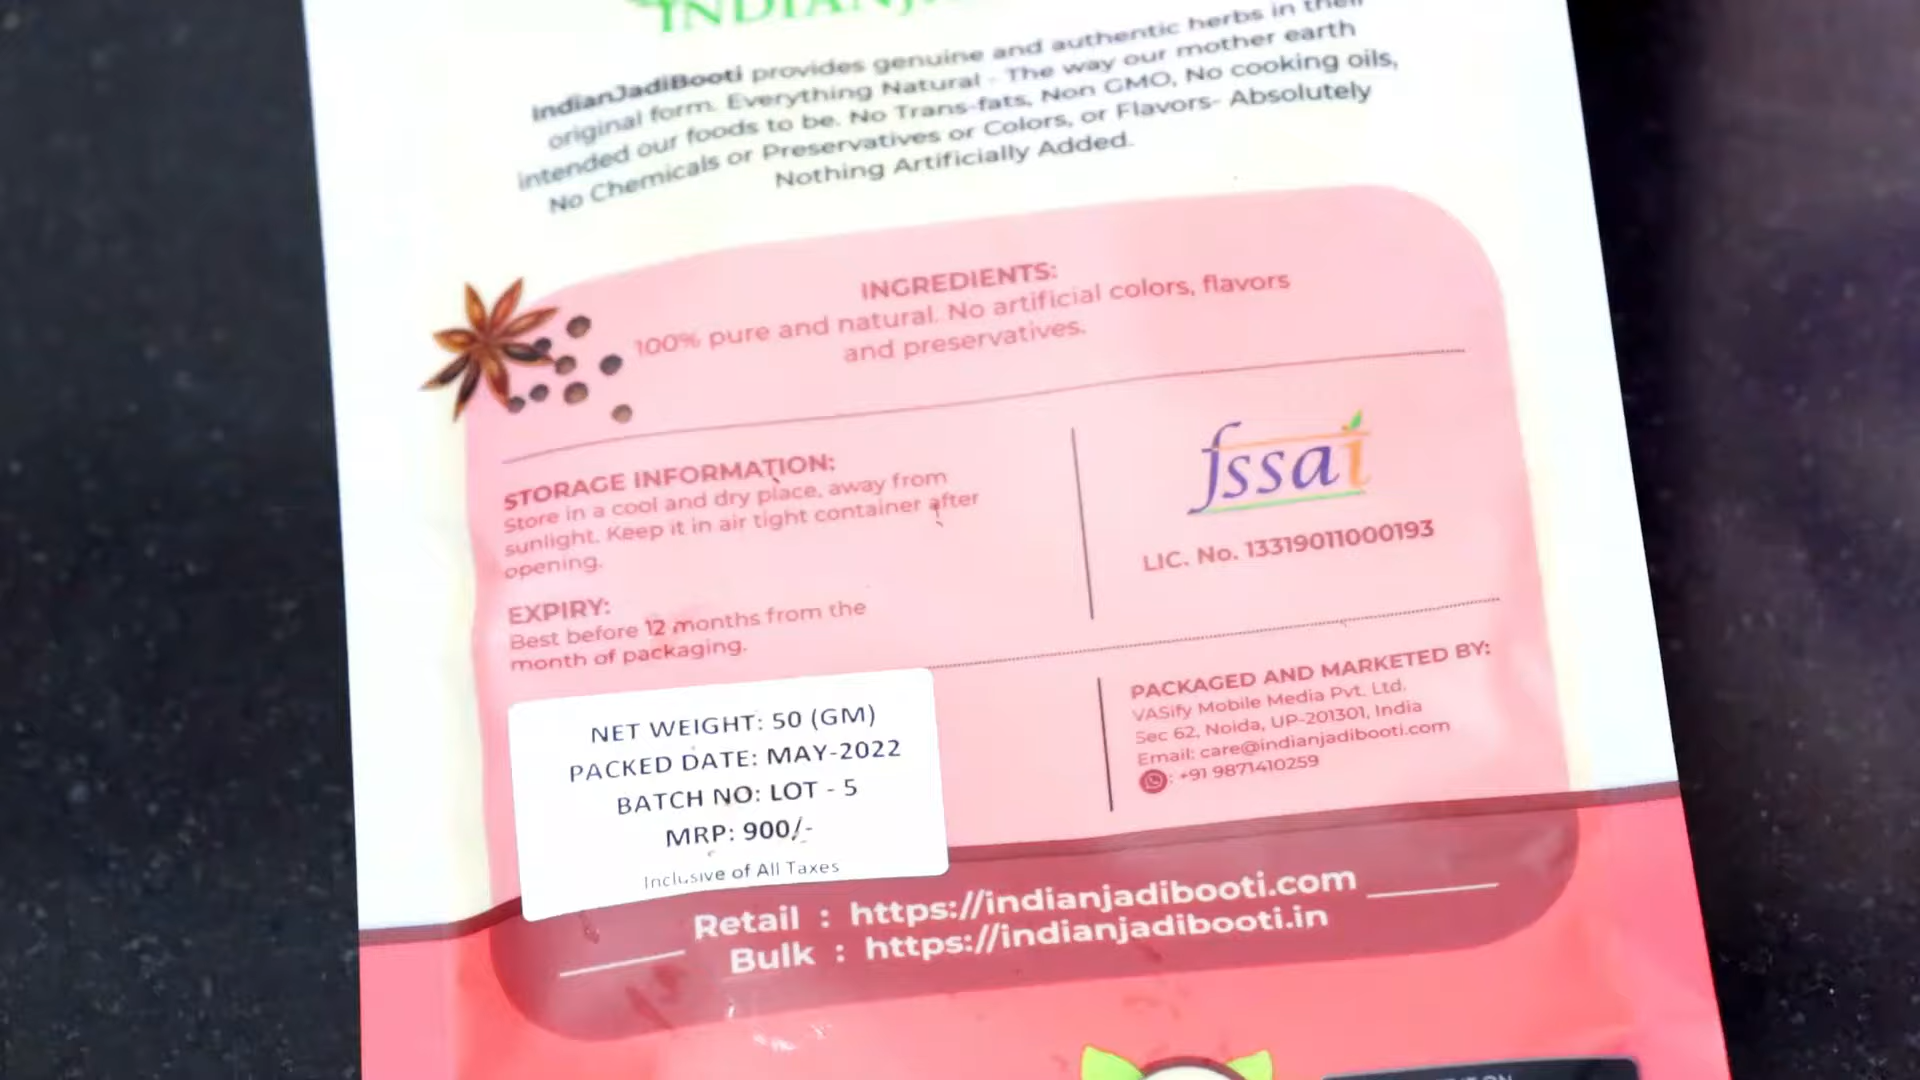 IndianJadiBooti provides genuine and authentic herbs in their
original form. Everything Natural - The way our mother earth
intended our foods to be. No Trans-fats, Non GMO, No cooking oils,
No Chemicals or Preservatives or Colors, or Flavors- Absolutely
Nothing Artificially Added.
INGREDIENTS:
100% pure and natural. No artificial colors, flavors
and preservatives.
STORAGE INFORMATION:
Store in a cool and dry place, away from
sunlight. Keep it in air tight container after
opening.
fssai
LIC. No. 13319011000193
EXPIRY:
Best before 12 months from the
month of packaging.
NET WEIGHT: 50 (GM)
PACKED DATE: MAY-2022
BATCH NO: LOT - 5
MRP: 900/-
Inclusive of All Taxes
PACKAGED AND MARKETED BY:
VASify Mobile Media Pvt. Ltd.
Sec 62, Noida, UP-201301, India
Email: care@indianjadibooti.com
: +91 9871410259
Retail : https://indianjadibooti.com
Bulk : https://indianjadibooti.in